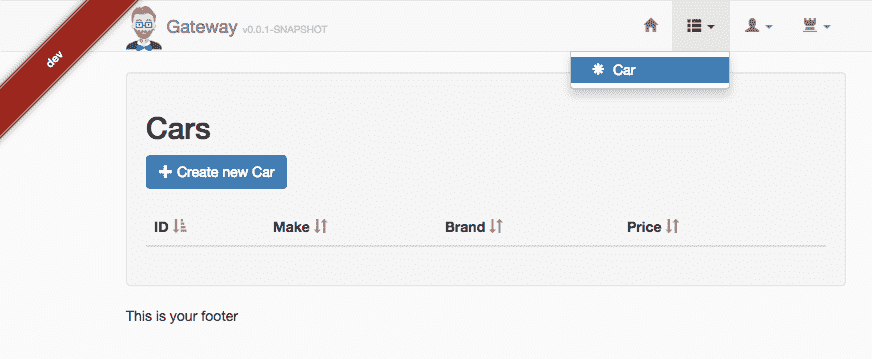 dev
Gateway v0.0.1-SNAPSHOT
Car
Cars
Create new Car
ID Make Brand Price
This is your footer